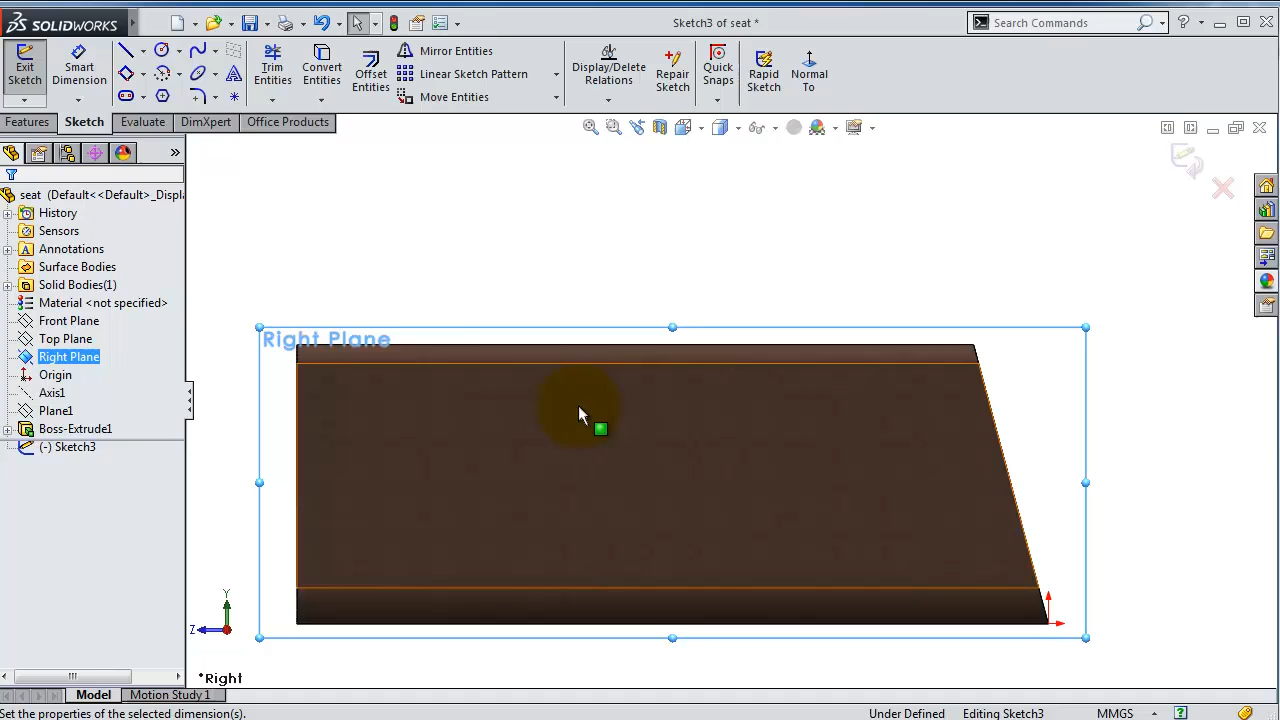 SOLIDWORKS
Sketch3 of seat *
Search Commands
Exit Sketch
Smart Dimension
Trim Entities
Convert Entities
Offset Entities
Mirror Entities
Linear Sketch Pattern
Move Entities
Display/Delete Relations
Repair Sketch
Quick Snaps
Rapid Sketch
Normal To
Features
Sketch
Evaluate
DimXpert
Office Products
seat (Default<<Default>_Displ
History
Sensors
Annotations
Surface Bodies
Solid Bodies(1)
Material <not specified>
Front Plane
Top Plane
Right Plane
Origin
Axis1
Plane1
Boss-Extrude1
(-) Sketch3
Right Plane
Y
Z
*Right
Model
Motion Study 1
Set the properties of the selected dimension(s).
Under Defined
Editing Sketch3
MMGS